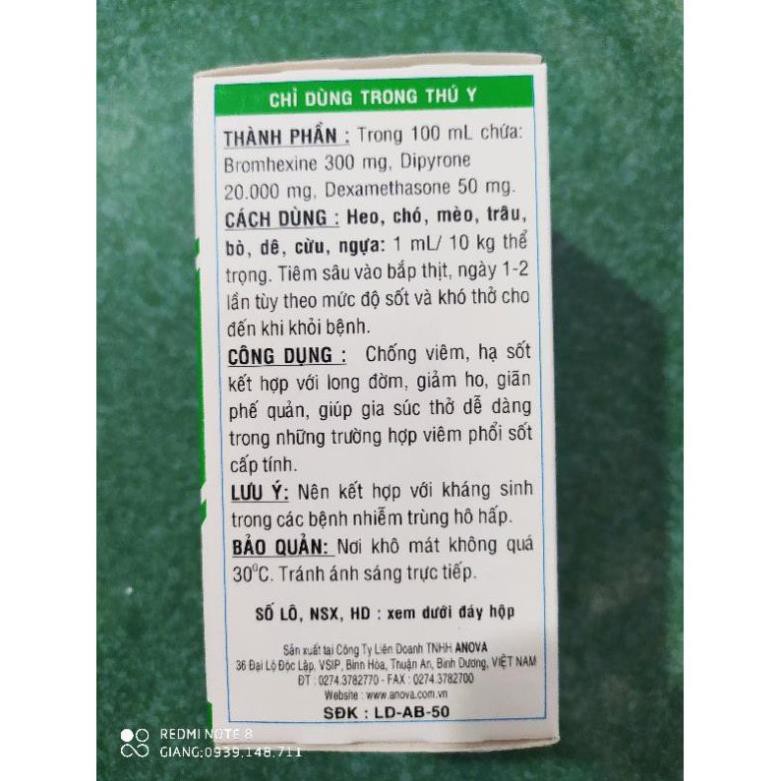 CHỈ DÙNG TRONG THÚ Y
THÀNH PHẦN : Trong 100 mL chứa:
Bromhexine 300 mg, Dipyrone
20.000 mg, Dexamethasone 50 mg.
CÁCH DÙNG : Heo, chó, mèo, trâu,
bò, dê, cừu, ngựa: 1 mL/ 10 kg thể
trọng. Tiêm sâu vào bắp thịt, ngày 1-2
lần tùy theo mức độ sốt và khó thở cho
đến khi khỏi bệnh.
CÔNG DỤNG : Chống viêm, hạ sốt
kết hợp với long đờm, giảm ho, giãn
phế quản, giúp gia súc thở dễ dàng
trong những trường hợp viêm phổi sốt
cấp tính.
LƯU Ý: Nên kết hợp với kháng sinh
trong các bệnh nhiễm trùng hô hấp.
BẢO QUẢN: Nơi khô mát không quá
30⁰C. Tránh ánh sáng trực tiếp.
SỐ LÔ, NSX, HD : xem dưới đáy hộp
Sản xuất tại Công Ty Liên Doanh TNHH ANOVA
36 Đại Lộ Độc Lập, VSIP, Bình Hòa, Thuận An, Bình Dương, VIỆT NAM
ĐT : 0274.3782770 - FAX : 0274.3782700
Website : www.anova.com.vn
SĐK : LD-AB-50
REDMI NOTE 8
GIANG:0939.148.711